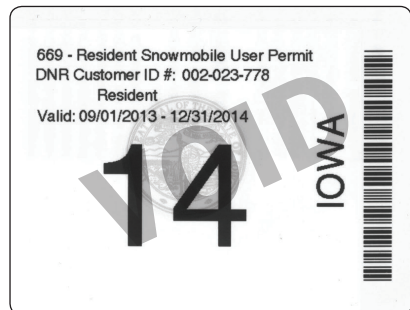 669 - Resident Snowmobile User Permit
DNR Customer ID #: 002-023-778
Resident
Valid: 09/01/2013 - 12/31/2014
14
VOID
IOWA